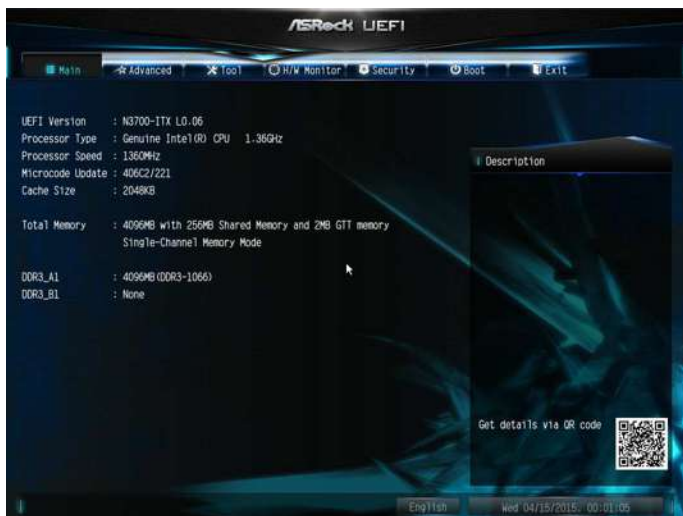 ASRock UEFI
Main Advanced Tool H/W Monitor Security Boot Exit
UEFI Version : N3700-ITX L0.06
Processor Type : Genuine Intel(R) CPU 1.36GHz
Processor Speed : 1360MHz
Microcode Update : 406C2/221
Cache Size : 2048KB
Total Memory : 4096MB with 256MB Shared Memory and 2MB GTT memory
Single-Channel Memory Mode
DDR3_A1 : 4096MB(DDR3-1066)
DDR3_B1 : None
Description
Get details via QR code
English Wed 04/15/2015. 00:01:05